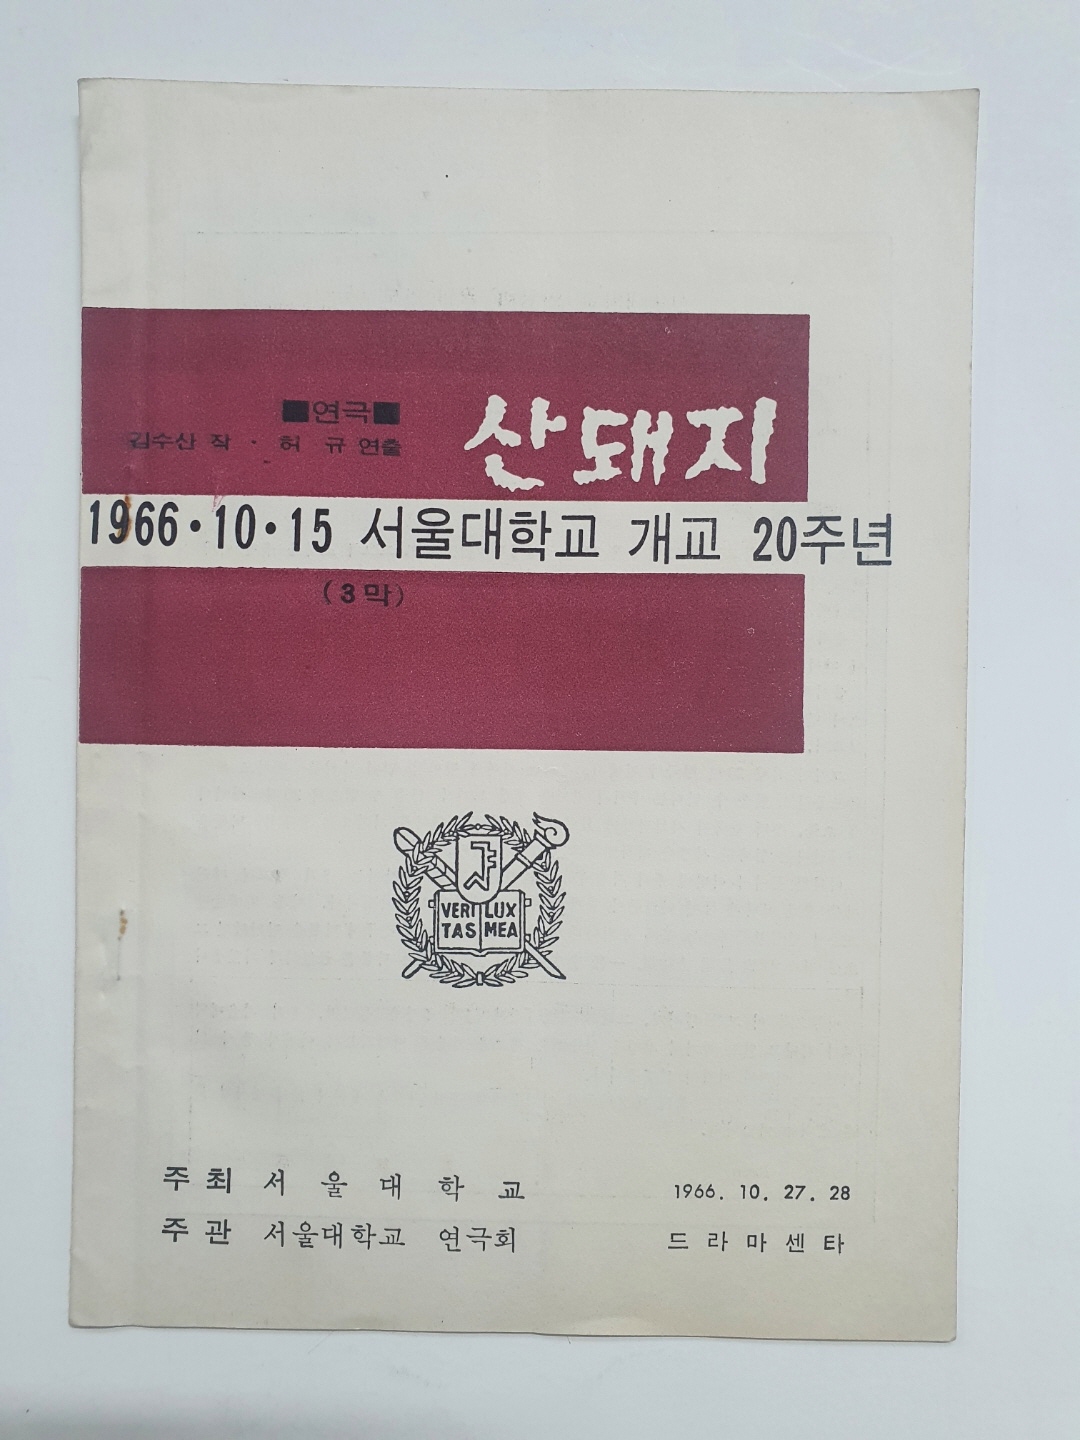 ■연극■
김수산 작 · 허 규 연출
산돼지
1966·10·15 서울대학교 개교 20주년
(3막)
VERI LUX
TAS MEA
주최 서 울 대 학 교
주관 서울대학교 연극회
1966. 10. 27. 28
드 라 마 센 타